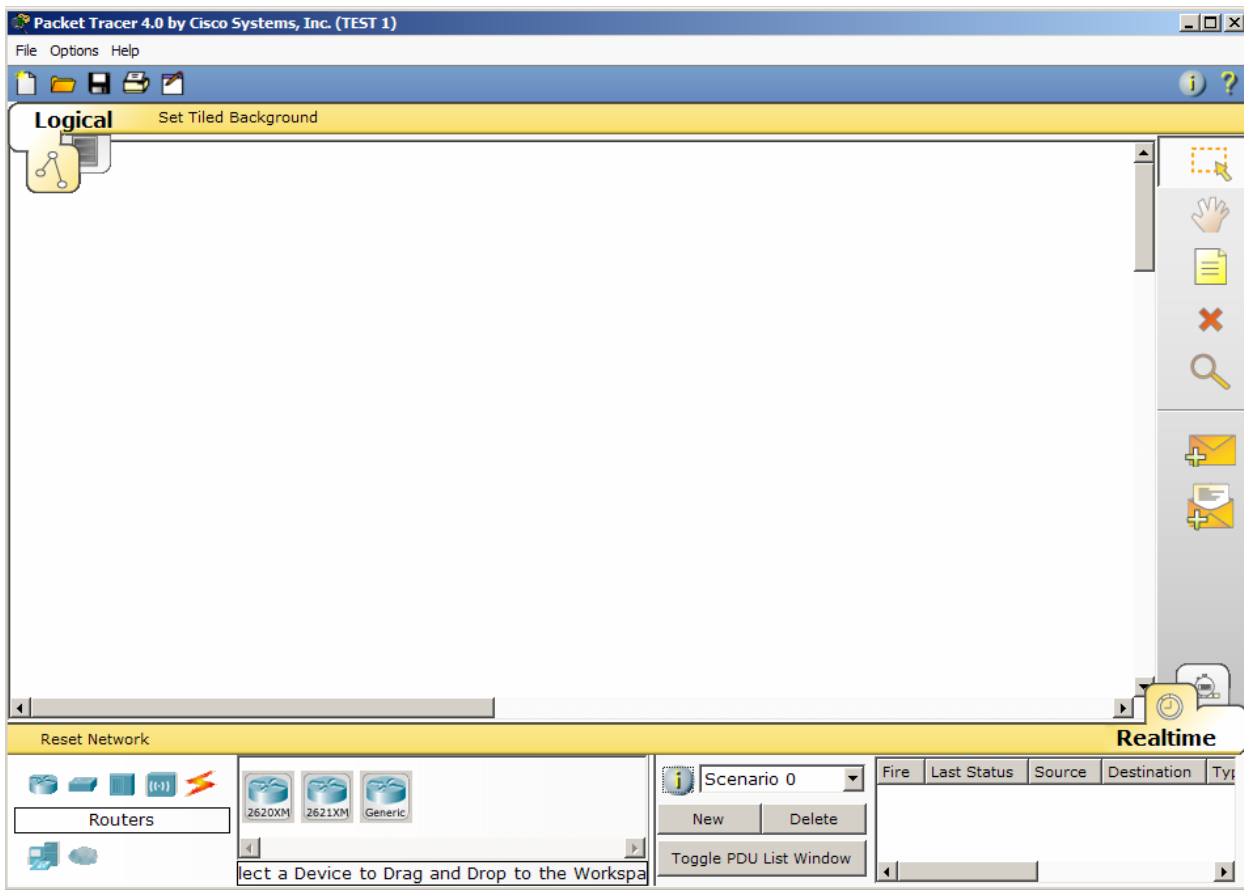 Packet Tracer 4.0 by Cisco Systems, Inc. (TEST 1)
File Options Help
Logical Set Tiled Background
Reset Network
Realtime
Routers
2620XM 2621XM Generic
lect a Device to Drag and Drop to the Workspa
Scenario 0
New Delete
Toggle PDU List Window
Fire Last Status Source Destination Typ